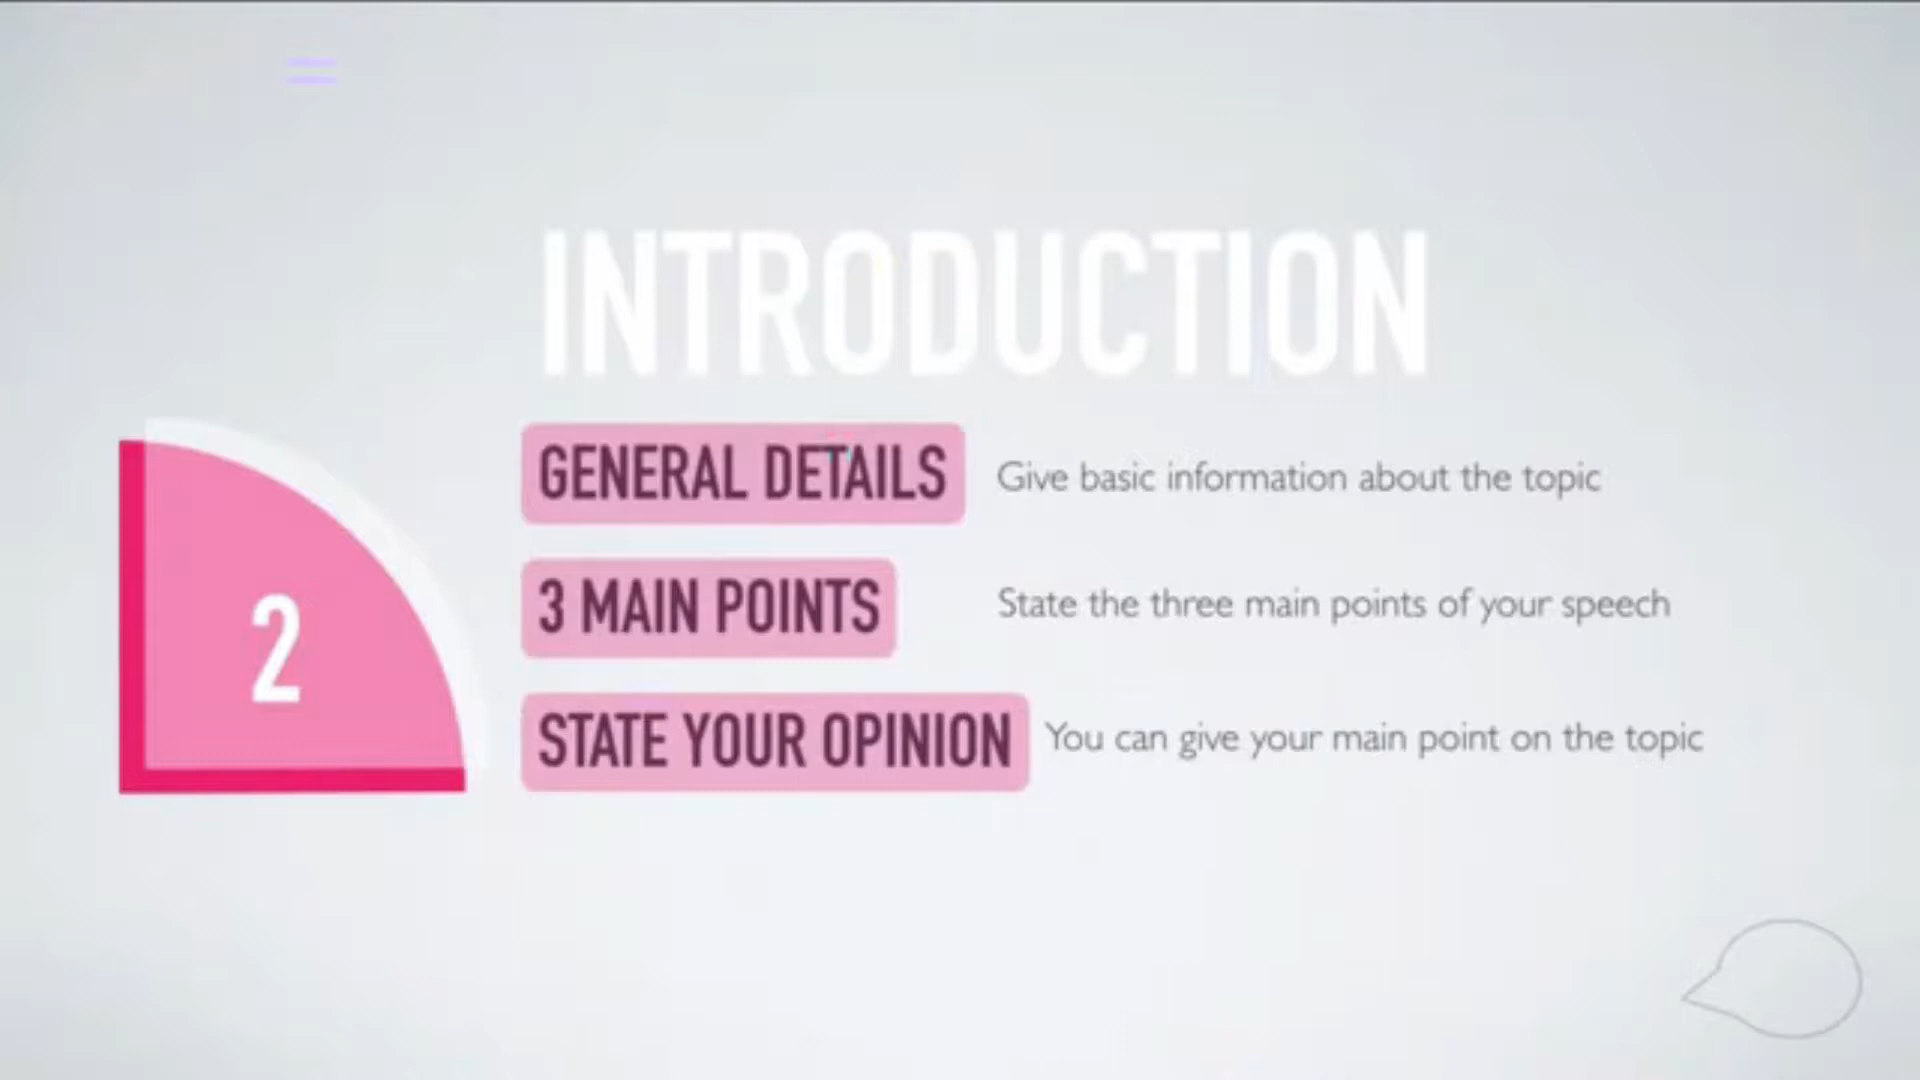 INTRODUCTION
GENERAL DETAILS Give basic information about the topic
3 MAIN POINTS State the three main points of your speech
2
STATE YOUR OPINION You can give your main point on the topic